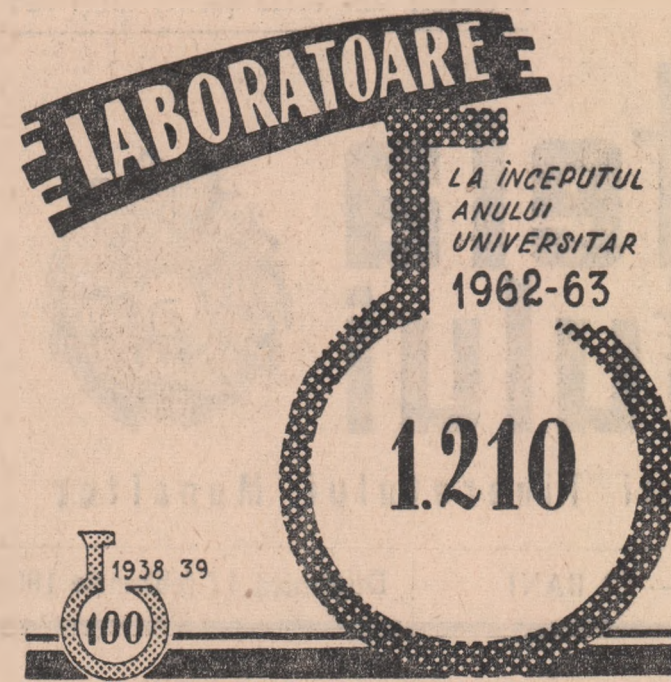 LABORATOARE
LA ÎNCEPUTUL
ANULUI
UNIVERSITAR
1962-63
1.210
1938 39
100